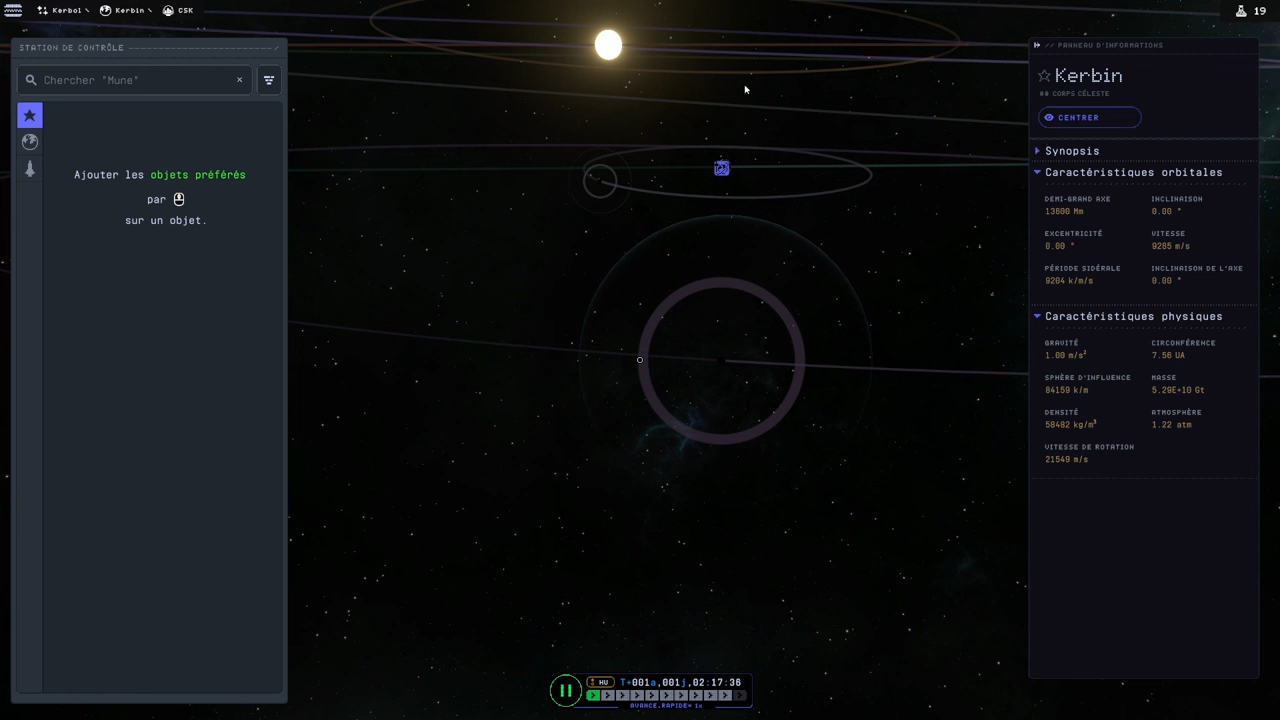 Kerbol
Kerbin
CSK
19
STATION DE CONTRÔLE
Chercher "Mune"
Ajouter les objets préférés
par
sur un objet.
// PANNEAU D'INFORMATIONS
Kerbin
CORPS CÉLESTE
CENTRER
Synopsis
Caractéristiques orbitales
DEMI-GRAND AXE
INCLINAISON
13600 Mm
0.00 °
EXCENTRICITÉ
VITESSE
0.00 °
9285 m/s
PÉRIODE SIDÉRALE
INCLINAISON DE L'AXE
9204 k/m/s
0.00 °
Caractéristiques physiques
GRAVITÉ
CIRCONFÉRENCE
1.00 m/s²
7.56 UA
SPHÈRE D'INFLUENCE
MASSE
84159 k/m
5.29E+10 Gt
DENSITÉ
ATMOSPHÈRE
58482 kg/m³
1.22 atm
VITESSE DE ROTATION
21549 m/s
HU
T+001a,001j,02:17:36
AVANCE.RAPIDE= 1x